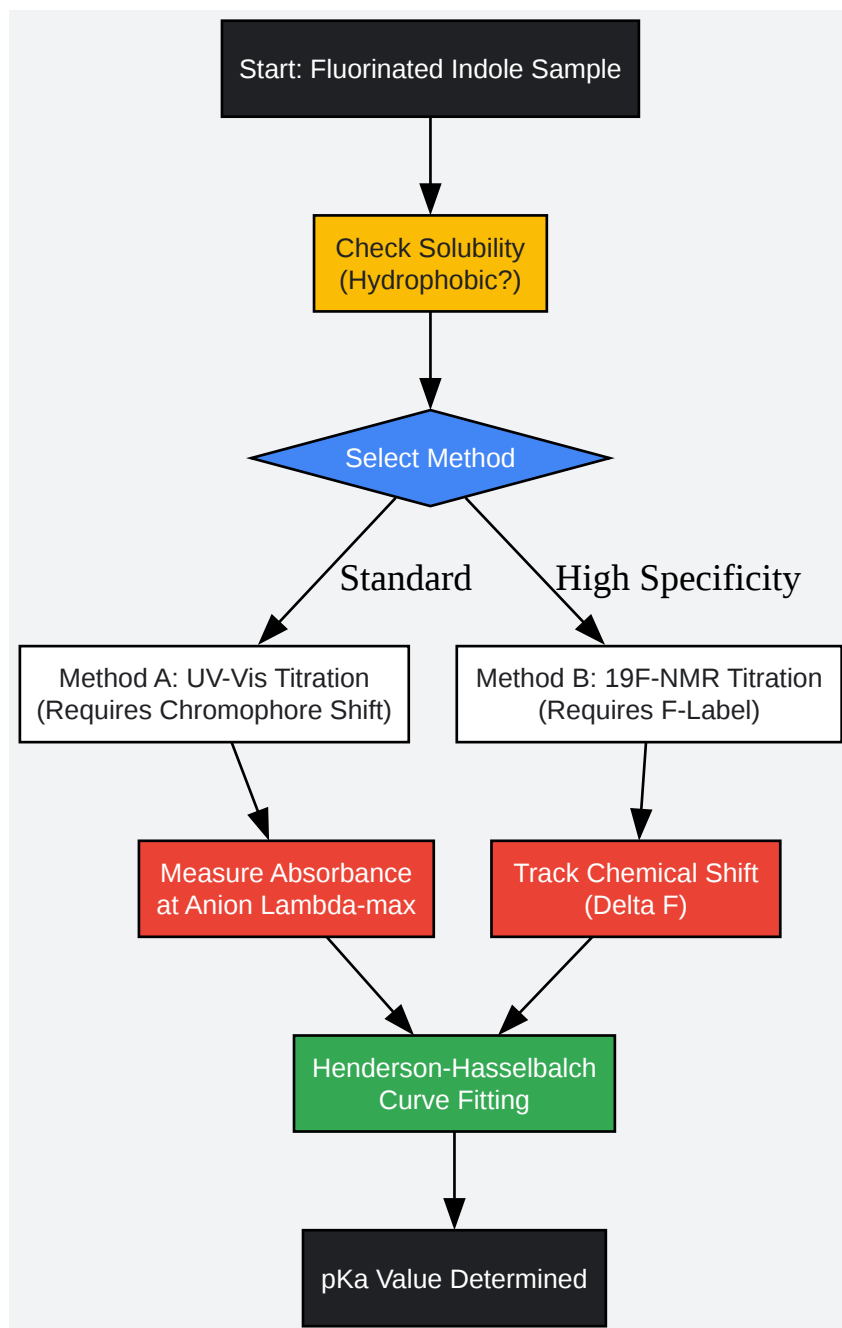 Start: Fluorinated Indole Sample
Check Solubility
(Hydrophobic?)
Select Method
Standard
High Specificity
Method A: UV-Vis Titration
(Requires Chromophore Shift)
Method B: 19F-NMR Titration
(Requires F-Label)
Measure Absorbance
at Anion Lambda-max
Track Chemical Shift
(Delta F)
Henderson-Hasselbalch
Curve Fitting
pKa Value Determined